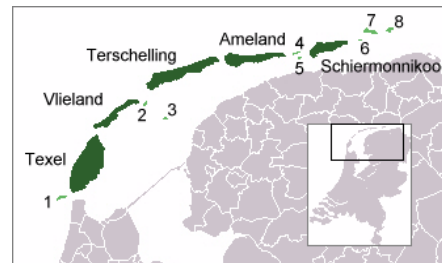 7 8
Ameland 4 6
Terschelling 5 Schiermonnikoo
Vlieland 2 3
Texel
1